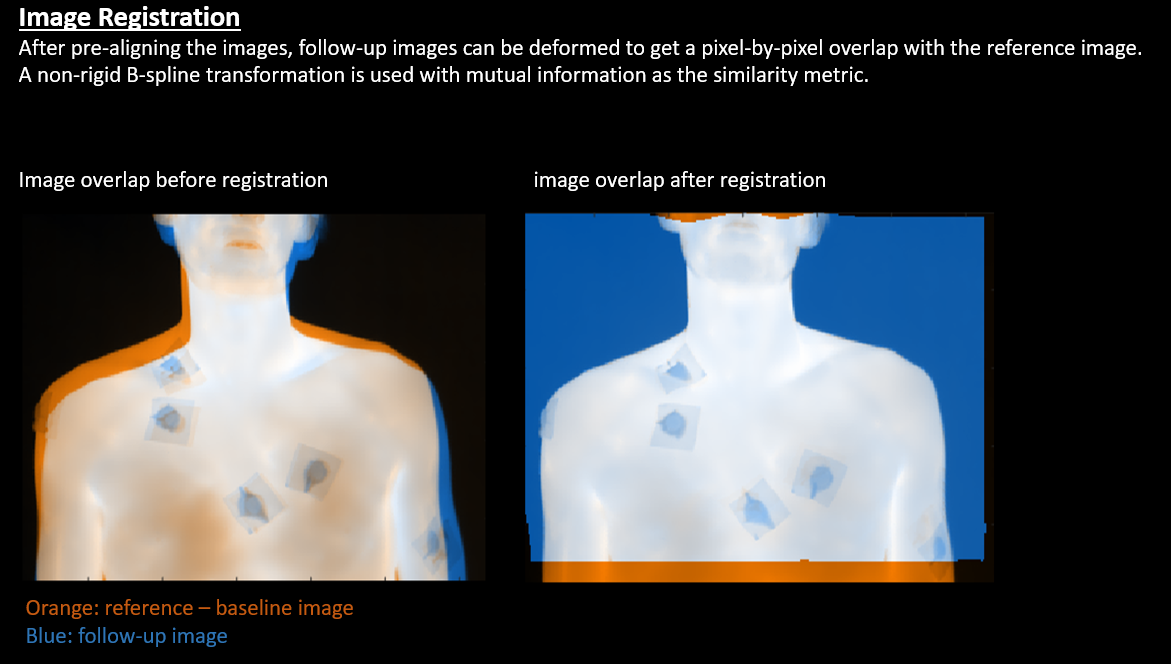 Image Registration
After pre-aligning the images, follow-up images can be deformed to get a pixel-by-pixel overlap with the reference image.
A non-rigid B-spline transformation is used with mutual information as the similarity metric.
Image overlap before registration
image overlap after registration
Orange: reference – baseline image
Blue: follow-up image